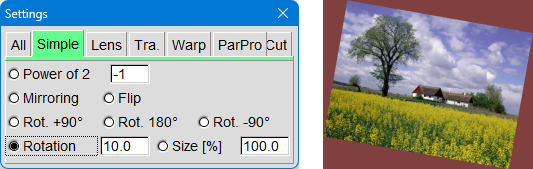 Settings
All Simple Lens Tra. Warp ParPro Cut
Power of 2 -1
Mirroring Flip
Rot. +90° Rot. 180° Rot. -90°
Rotation 10.0 Size [%] 100.0